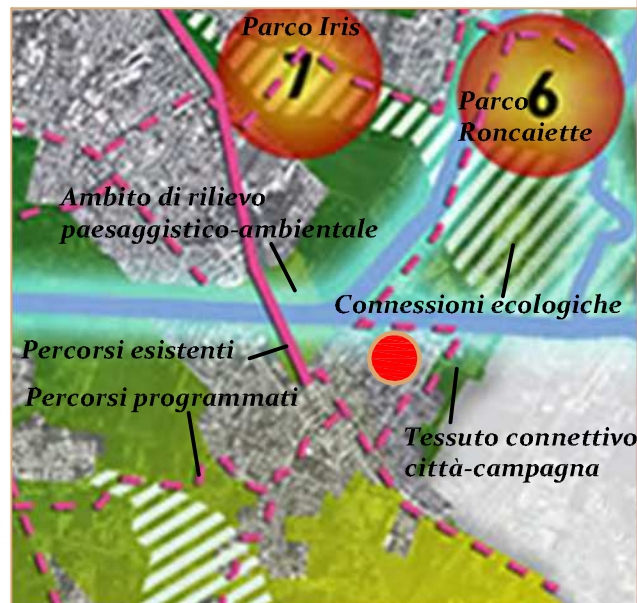 Parco Iris
1
6
Parco
Roncaiette
Ambito di rilievo
paesaggistico-ambientale
Connessioni ecologiche
Percorsi esistenti
Percorsi programmati
Tessuto connettivo
città-campagna